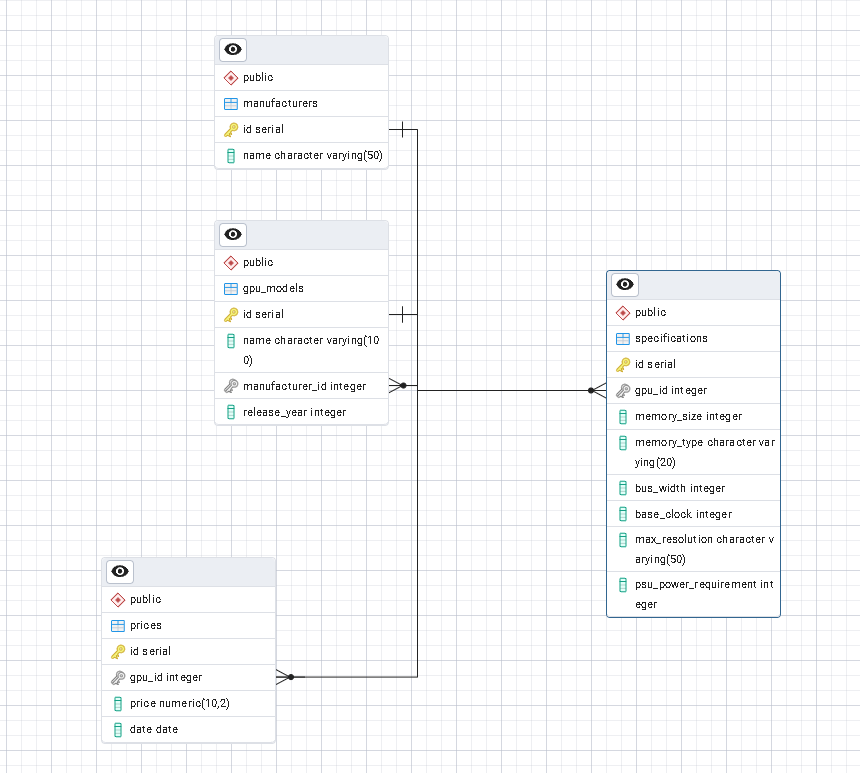 public
manufacturers
id serial
name character varying(50)
public
gpu_models
id serial
name character varying(10
0)
manufacturer_id integer
release_year integer
public
specifications
id serial
gpu_id integer
memory_size integer
memory_type character var
ying(20)
bus_width integer
base_clock integer
max_resolution character v
arying(50)
psu_power_requirement int
eger
public
prices
id serial
gpu_id integer
price numeric(10,2)
date date